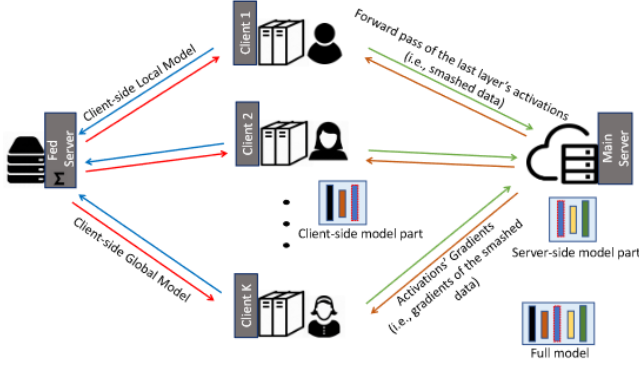 Client 1
Client-side Local Model
Forward pass of the last layer's activations
(i.e., smashed data)
Fed
Server
Σ
Client 2
Main
Server
Client-side model part
Server-side model part
Client-side Global Model
Activations' Gradients
(i.e., gradients of the smashed
data)
Client K
Full model